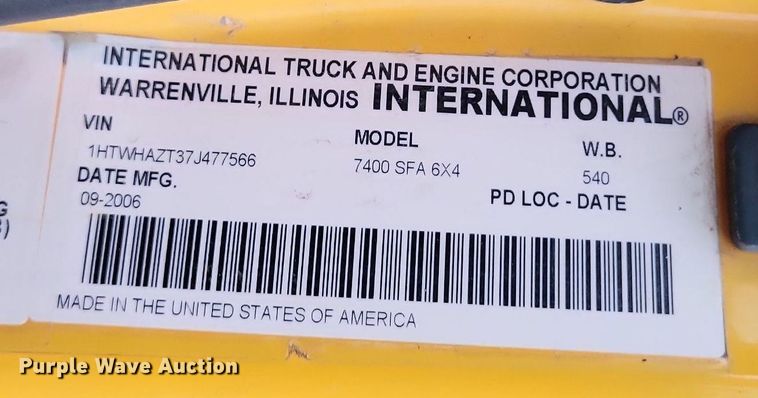 INTERNATIONAL TRUCK AND ENGINE CORPORATION
WARRENVILLE, ILLINOIS INTERNATIONAL®
VIN MODEL W.B.
1HTWHAZT37J477566 7400 SFA 6X4 540
DATE MFG. PD LOC - DATE
09-2006
MADE IN THE UNITED STATES OF AMERICA
Purple Wave Auction